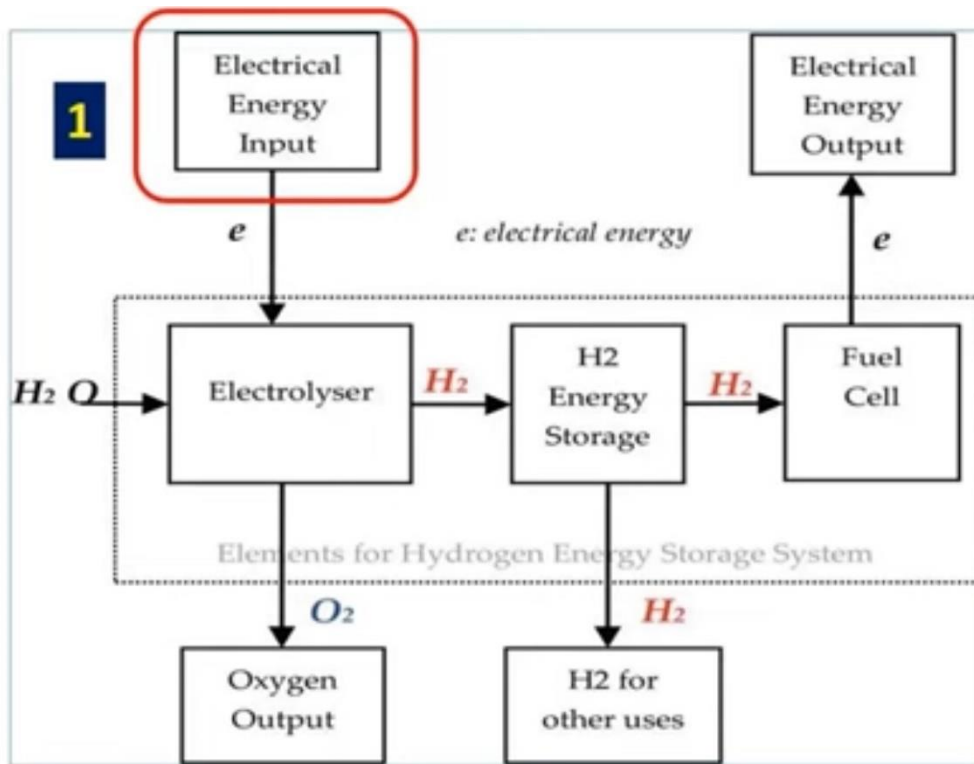 Electrical
Energy
Input
1
Electrical
Energy
Output
e
e: electrical energy
e
H2 O
Electrolyser
H2
H2
Energy
Storage
H2
Fuel
Cell
Elements for Hydrogen Energy Storage System
O2
H2
Oxygen
Output
H2 for
other uses